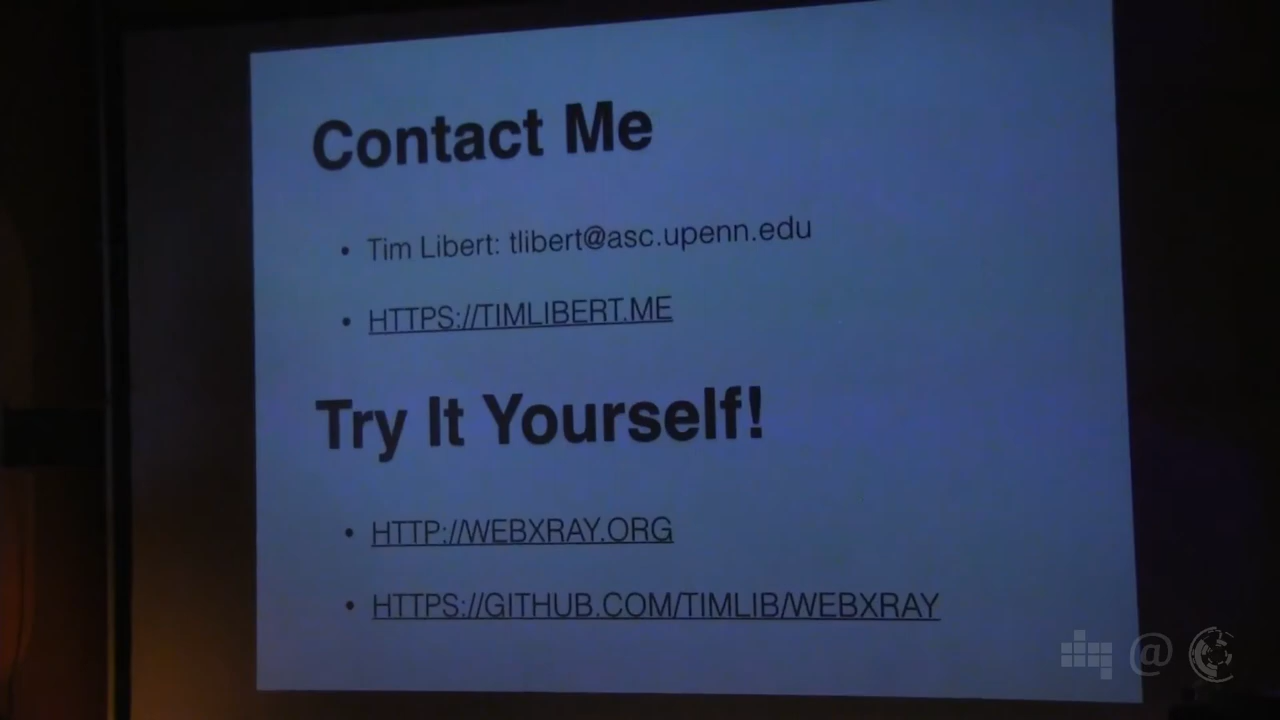 Contact Me
• Tim Libert: tlibert@asc.upenn.edu
• HTTPS://TIMLIBERT.ME
Try It Yourself!
• HTTP://WEBXRAY.ORG
• HTTPS://GITHUB.COM/TIMLIB/WEBXRAY
@